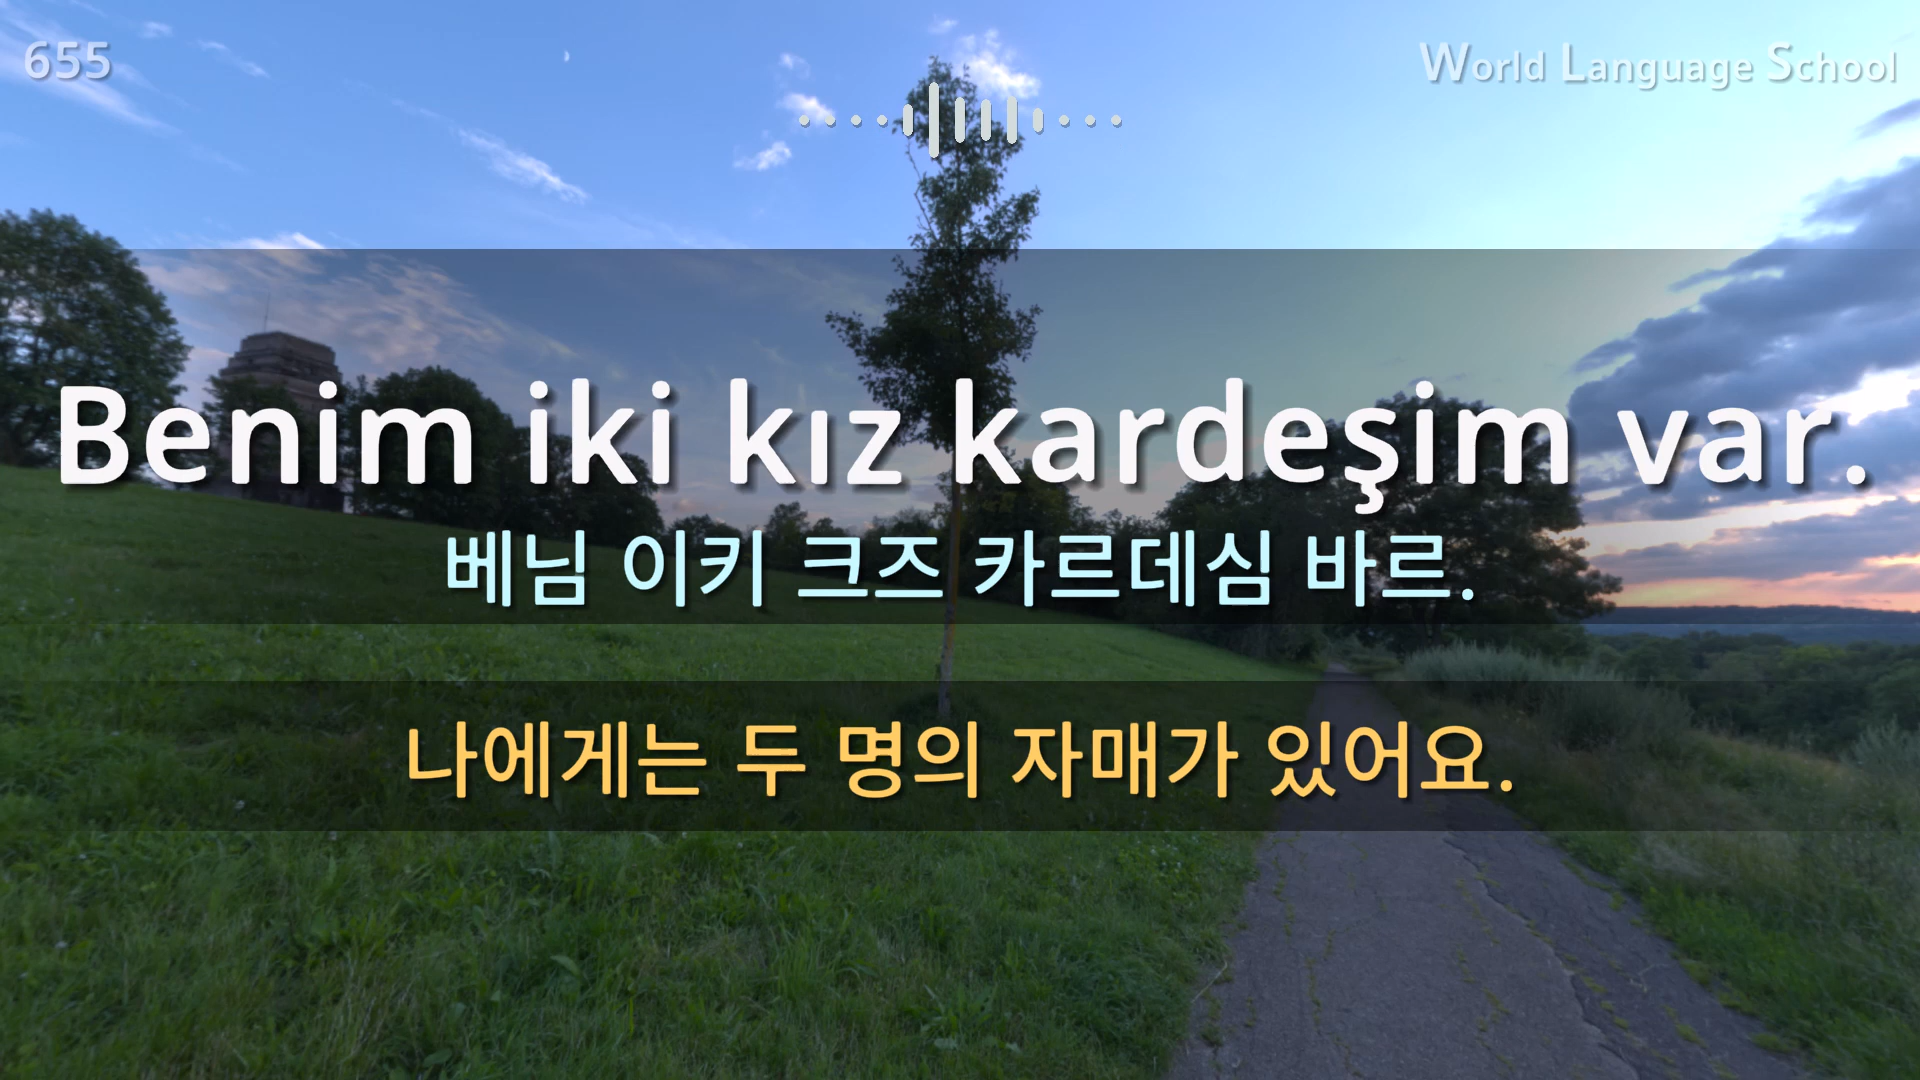 655
World Language School
Benim iki kız kardeşim var.
베님 이키 크즈 카르데심 바르.
나에게는 두 명의 자매가 있어요.